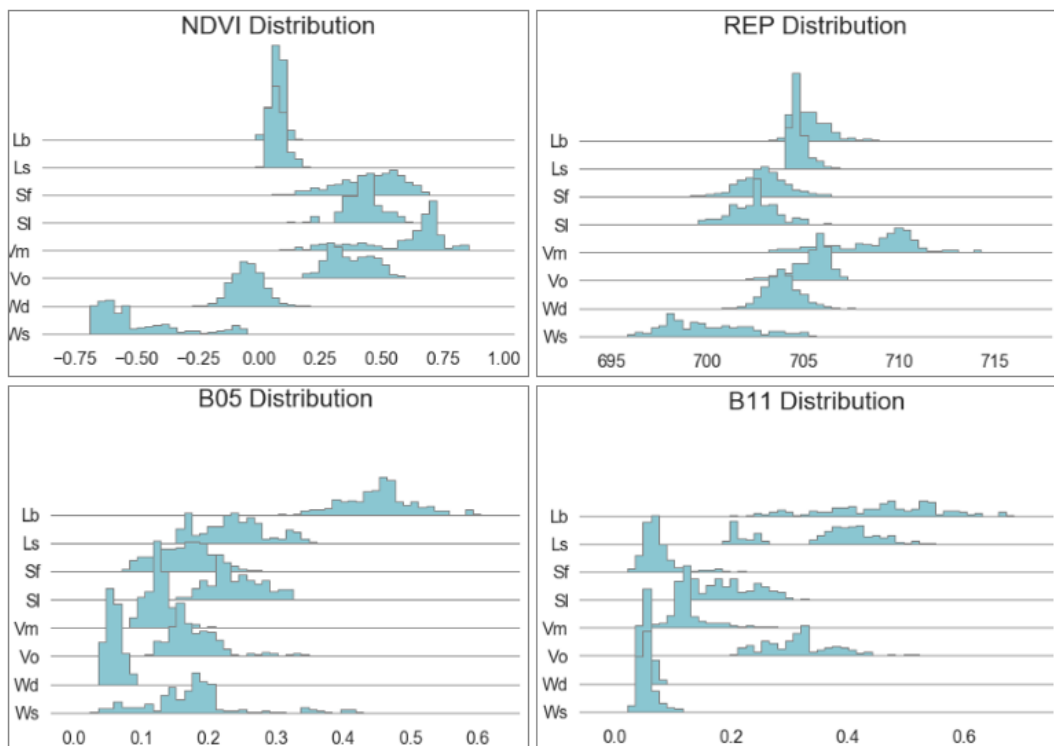 NDVI Distribution
Lb
Ls
Sf
Sl
Vm
Vo
Wd
Ws
−0.75 −0.50 −0.25 0.00 0.25 0.50 0.75 1.00
REP Distribution
Lb
Ls
Sf
Sl
Vm
Vo
Wd
Ws
695 700 705 710 715
B05 Distribution
Lb
Ls
Sf
Sl
Vm
Vo
Wd
Ws
0.0 0.1 0.2 0.3 0.4 0.5 0.6
B11 Distribution
Lb
Ls
Sf
Sl
Vm
Vo
Wd
Ws
0.0 0.2 0.4 0.6